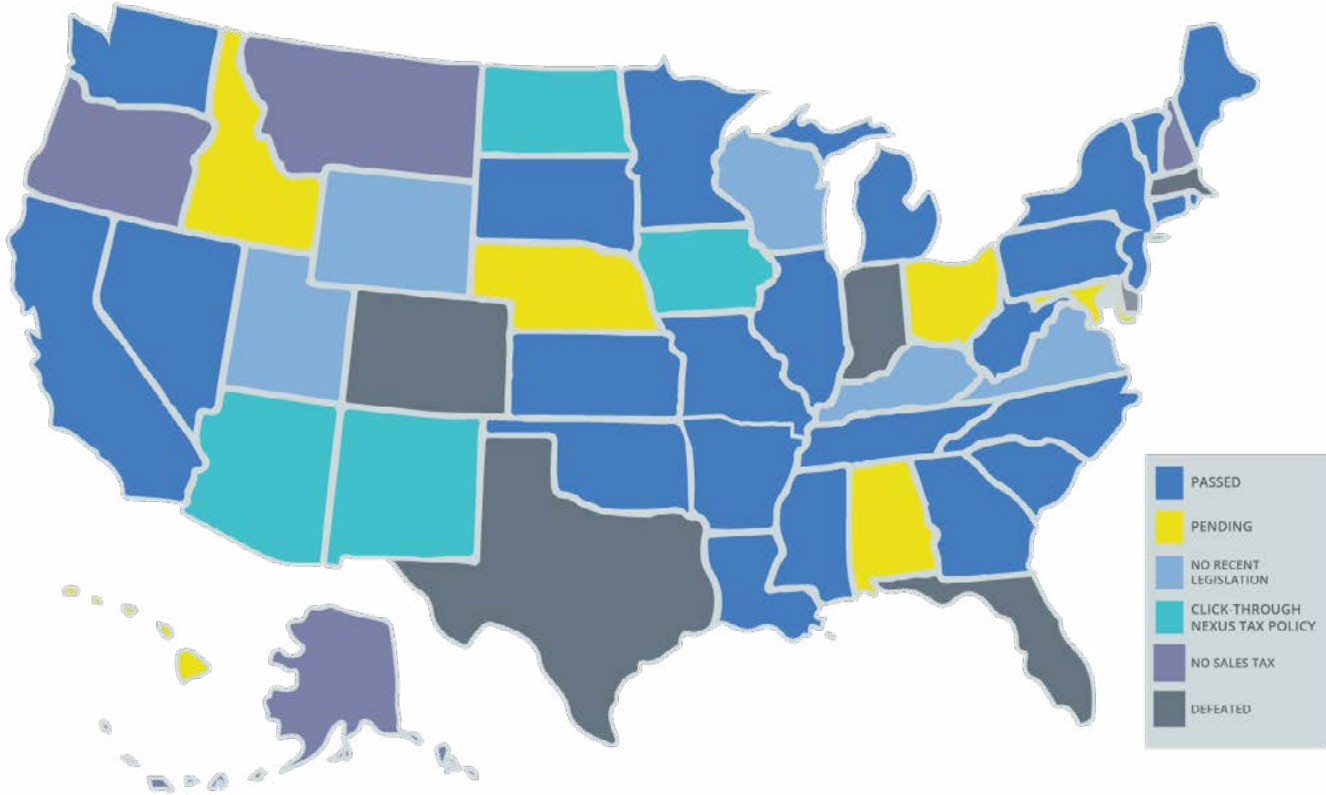 PASSED
PENDING
NO RECENT
LEGISLATION
CLICK-THROUGH
NEXUS TAX POLICY
NO SALES TAX
DEFEATED